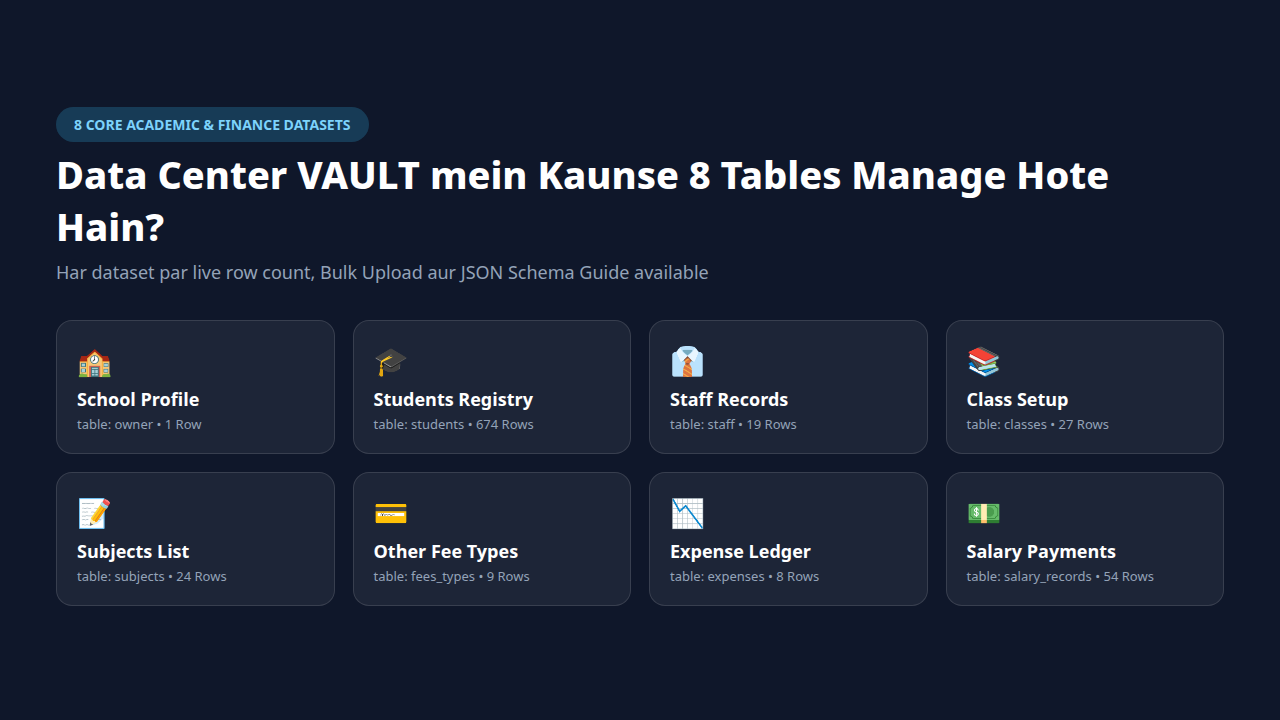 8 CORE ACADEMIC & FINANCE DATASETS
Data Center VAULT mein Kaunse 8 Tables Manage Hote
Hain?
Har dataset par live row count, Bulk Upload aur JSON Schema Guide available
School Profile
table: owner • 1 Row
Students Registry
table: students • 674 Rows
Staff Records
table: staff • 19 Rows
Class Setup
table: classes • 27 Rows
Subjects List
table: subjects • 24 Rows
Other Fee Types
table: fees_types • 9 Rows
Expense Ledger
table: expenses • 8 Rows
Salary Payments
table: salary_records • 54 Rows